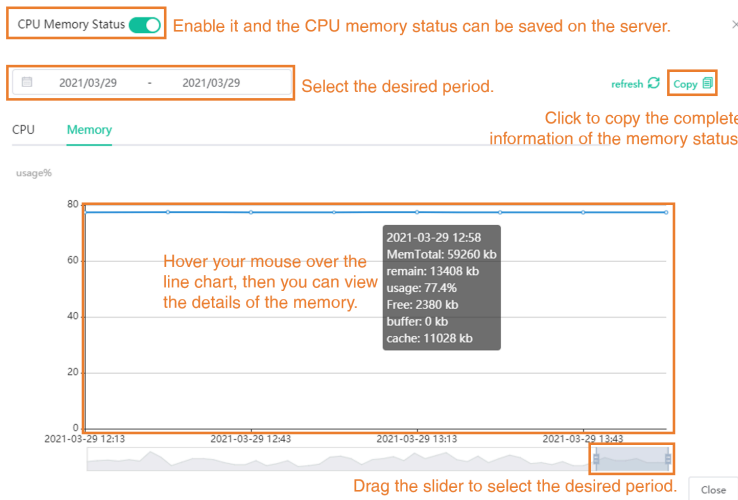 CPU Memory Status
Enable it and the CPU memory status can be saved on the server.
2021/03/29 - 2021/03/29
Select the desired period.
refresh
Copy
Click to copy the complete
information of the memory status
CPU
Memory
usage%
80
60
40
20
0
Hover your mouse over the
line chart, then you can view
the details of the memory.
2021-03-29 12:58
MemTotal: 59260 kb
remain: 13408 kb
usage: 77.4%
Free: 2380 kb
buffer: 0 kb
cache: 11028 kb
2021-03-29 12:13
2021-03-29 12:43
2021-03-29 13:13
2021-03-29 13:43
Drag the slider to select the desired period.
Close